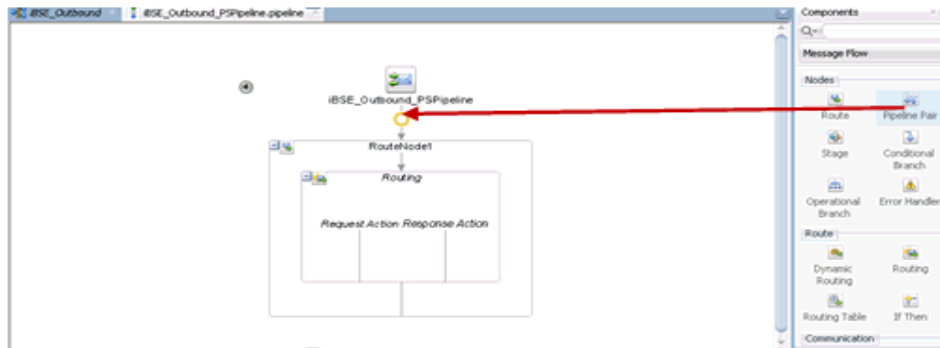 iBSE_Outbound
iBSE_Outbound_PSPipeline.pipeline
Components
Message Flow
Nodes
Route
Pipeline Pair
Stage
Conditional
Branch
Operational
Branch
Error Handler
Route
Dynamic
Routing
Routing
Routing Table
If Then
Communication
iBSE_Outbound_PSPipeline
RouteNode1
Routing
Request Action Response Action